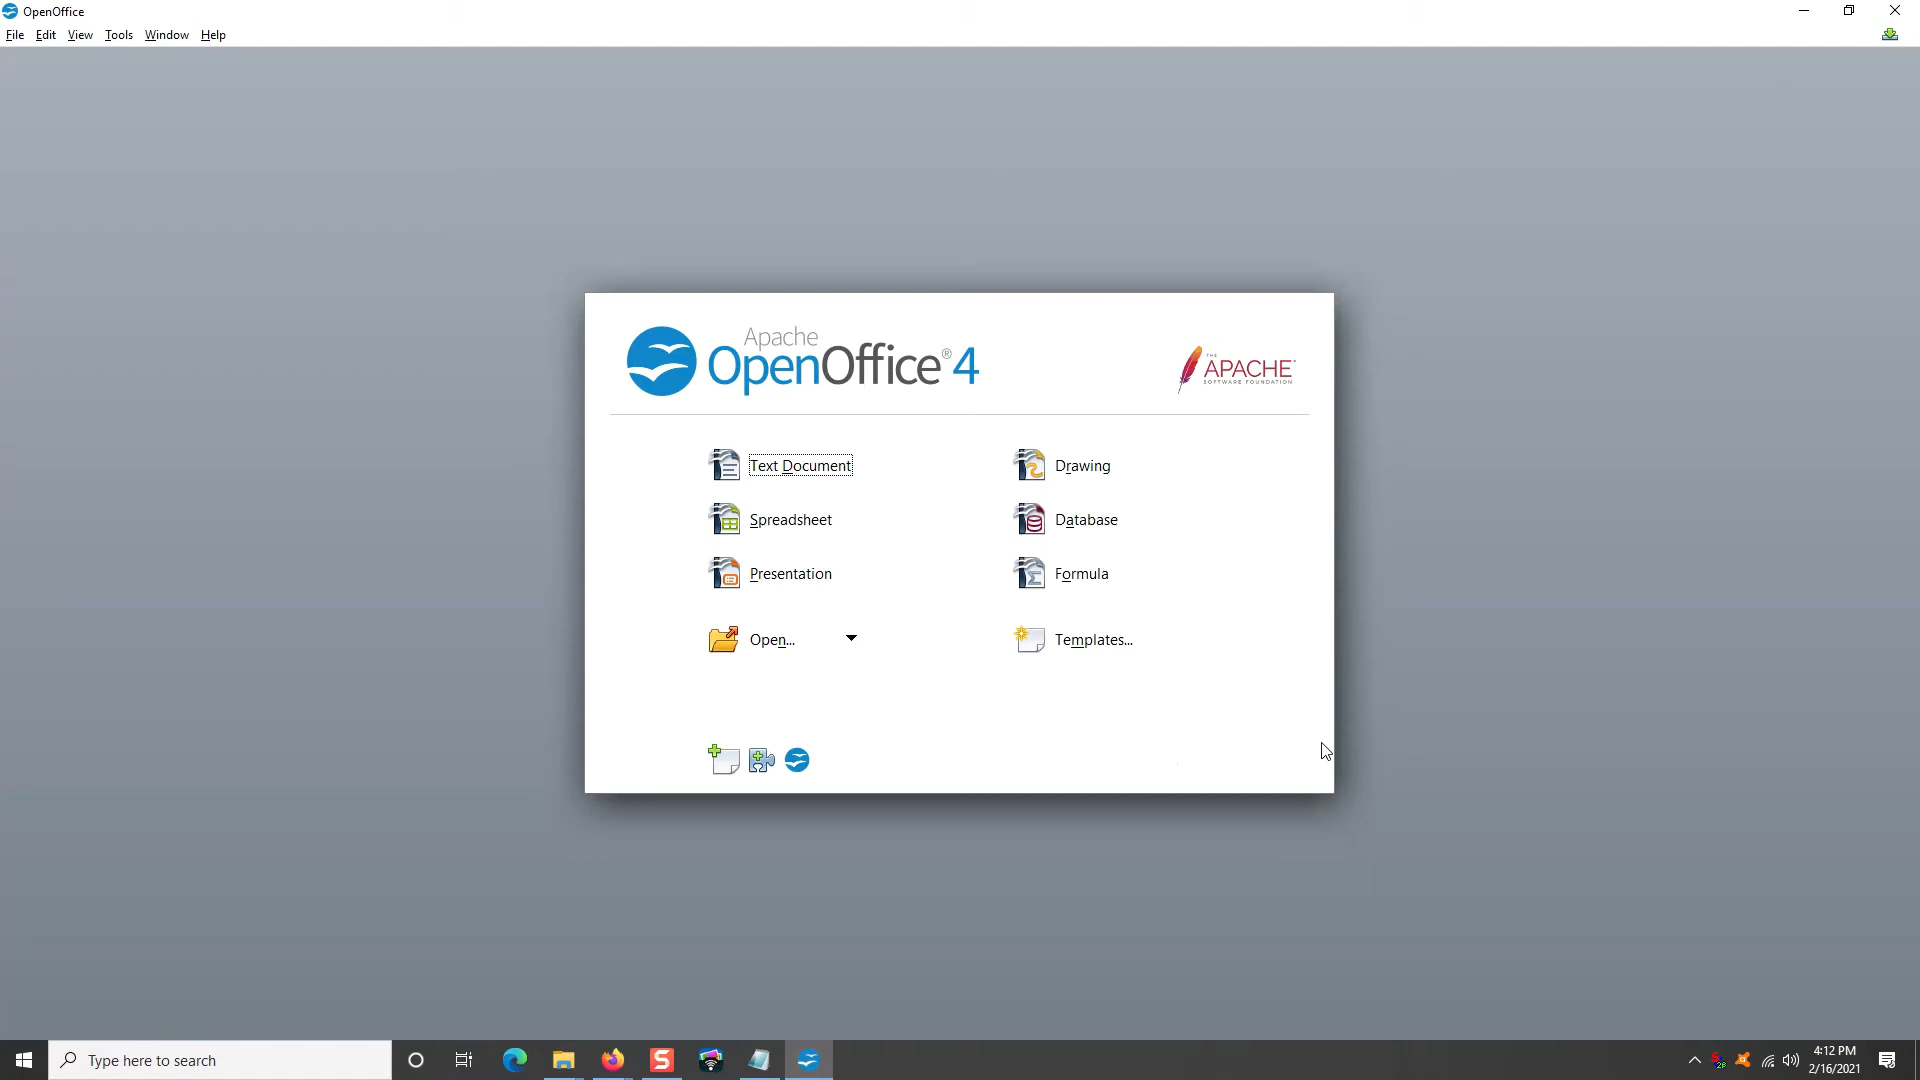 OpenOffice
File Edit View Tools Window Help
Apache
OpenOffice®4
THE
APACHE
SOFTWARE FOUNDATION
Text Document
Drawing
Spreadsheet
Database
Presentation
Formula
Open...
Templates...
Type here to search
4:12 PM
2/16/2021